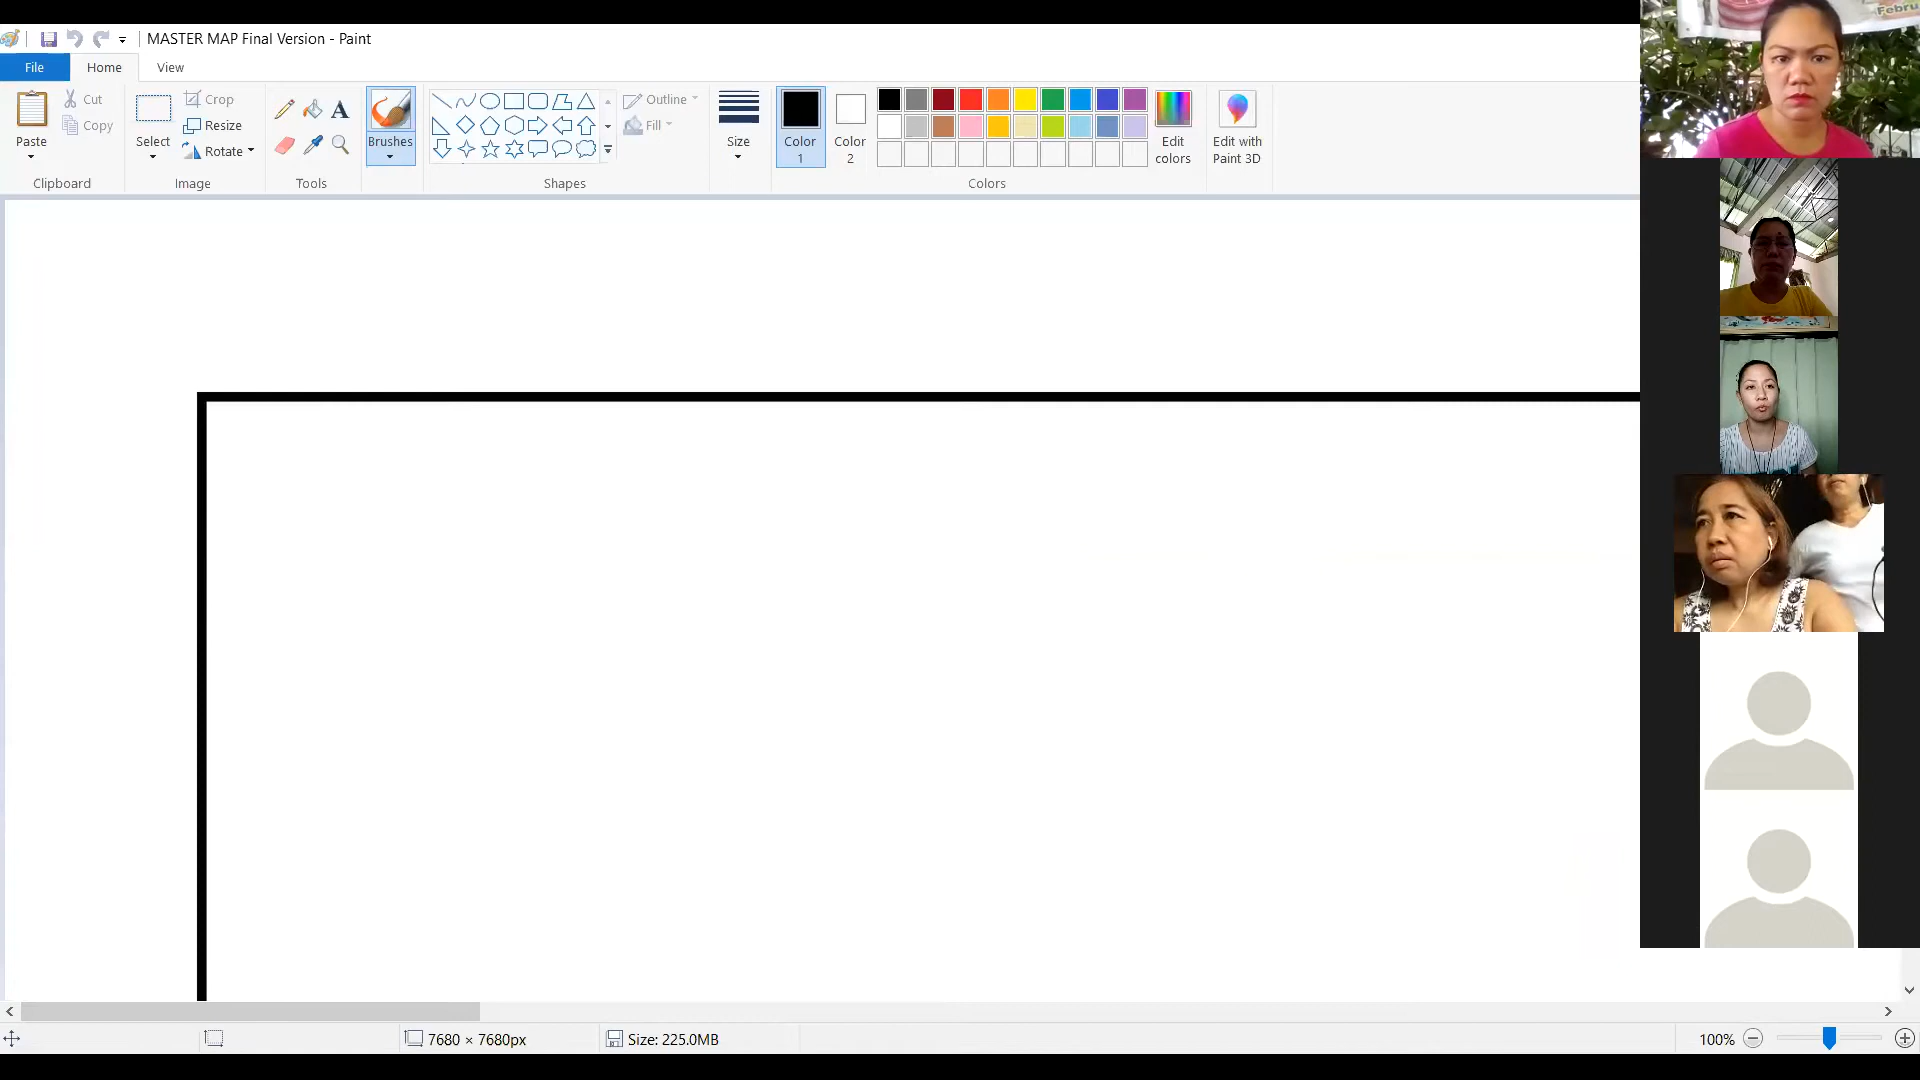 MASTER MAP Final Version - Paint
File Home View
Paste
Cut
Copy
Clipboard
Select
Crop
Resize
Rotate
Image
A
Tools
Brushes
Outline
Fill
Shapes
Size
Color 1
Color 2
Edit colors
Colors
Edit with Paint 3D
Febru
7680 × 7680px
Size: 225.0MB
100%